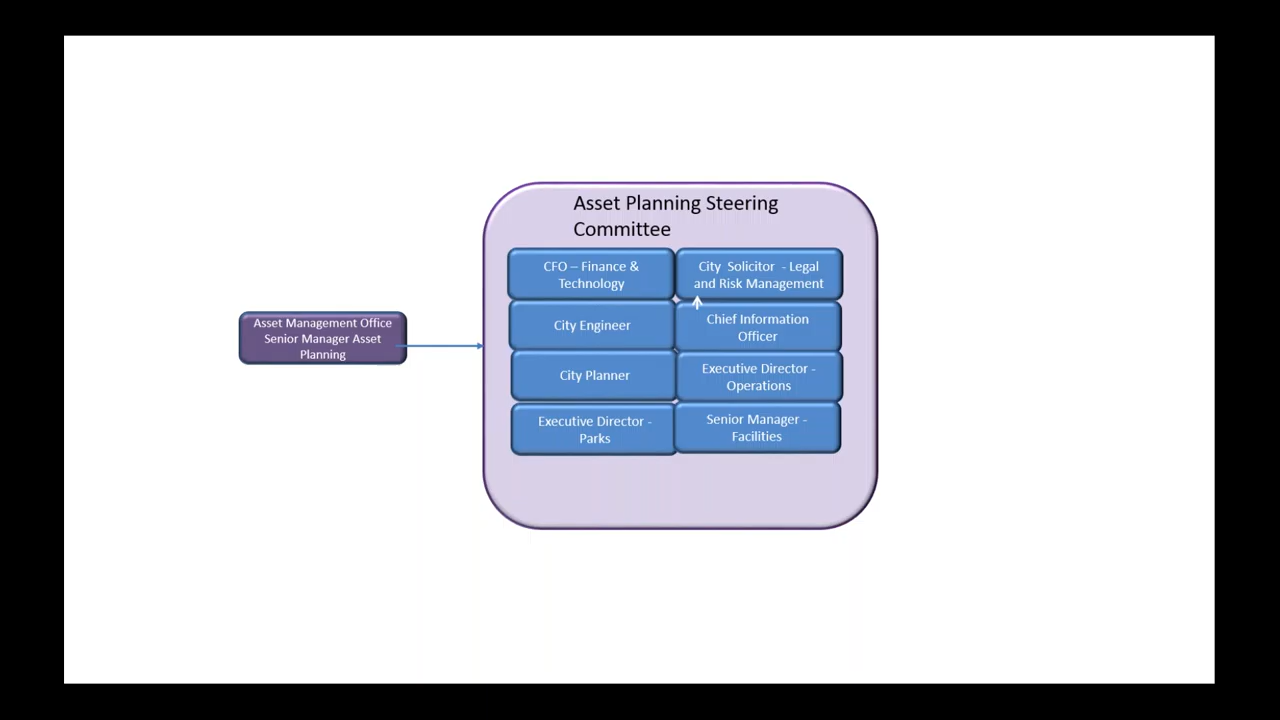 Asset Planning Steering
Committee
CFO – Finance &
Technology
City Solicitor - Legal
and Risk Management
City Engineer
Chief Information
Officer
City Planner
Executive Director -
Operations
Executive Director -
Parks
Senior Manager -
Facilities
Asset Management Office
Senior Manager Asset
Planning